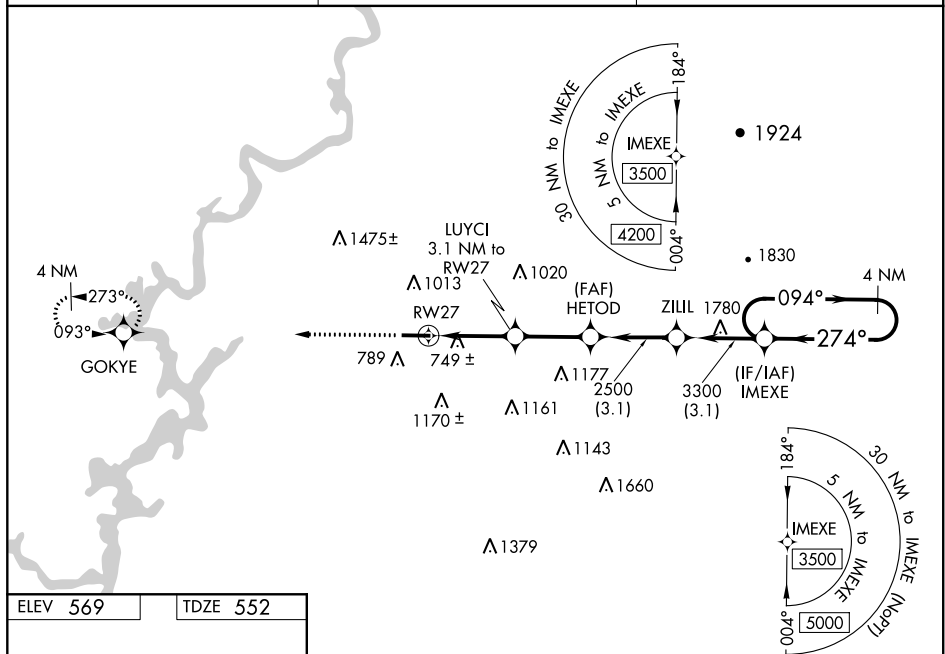 184°
30 NM to IMEXE
5 NM to IMEXE
IMEXE
3500
4200
004°
1924
1830
1475±
LUYCI
3.1 NM to
RW27
1013
1020
4 NM
273°
093°
GOKYE
RW27
(FAF)
HETOD
ZILIL
1780
094°
4 NM
274°
(IF/IAF)
IMEXE
789
749 ±
1177
2500
(3.1)
3300
(3.1)
1170 ±
1161
1143
1660
1379
184°
30 NM to IMEXE (NoPT)
5 NM to IMEXE
IMEXE
3500
5000
004°
ELEV 569
TDZE 552